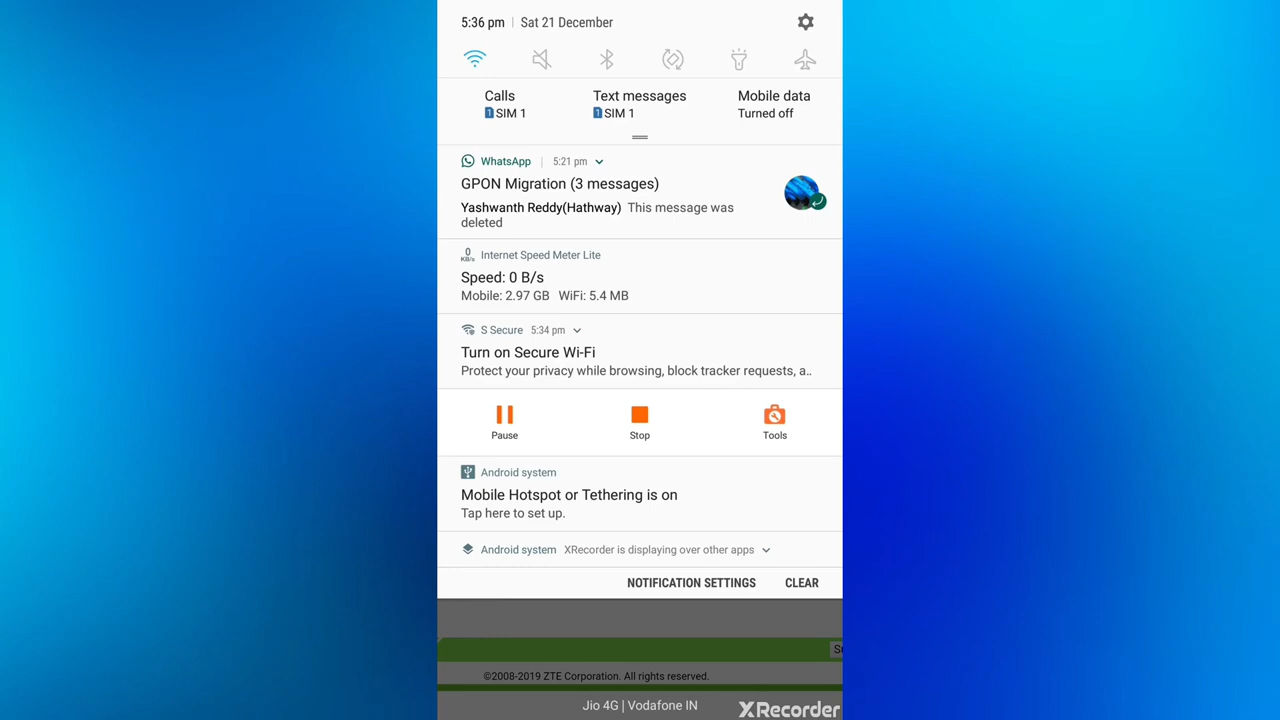 5:36 pm | Sat 21 December
Calls
1 SIM 1
Text messages
1 SIM 1
Mobile data
Turned off
WhatsApp | 5:21 pm
GPON Migration (3 messages)
Yashwanth Reddy(Hathway) This message was
deleted
0 KB/s Internet Speed Meter Lite
Speed: 0 B/s
Mobile: 2.97 GB WiFi: 5.4 MB
S Secure 5:34 pm
Turn on Secure Wi-Fi
Protect your privacy while browsing, block tracker requests, a..
Pause
Stop
Tools
Android system
Mobile Hotspot or Tethering is on
Tap here to set up.
Android system XRecorder is displaying over other apps
NOTIFICATION SETTINGS CLEAR
©2008-2019 ZTE Corporation. All rights reserved.
Jio 4G | Vodafone IN
XRecorder